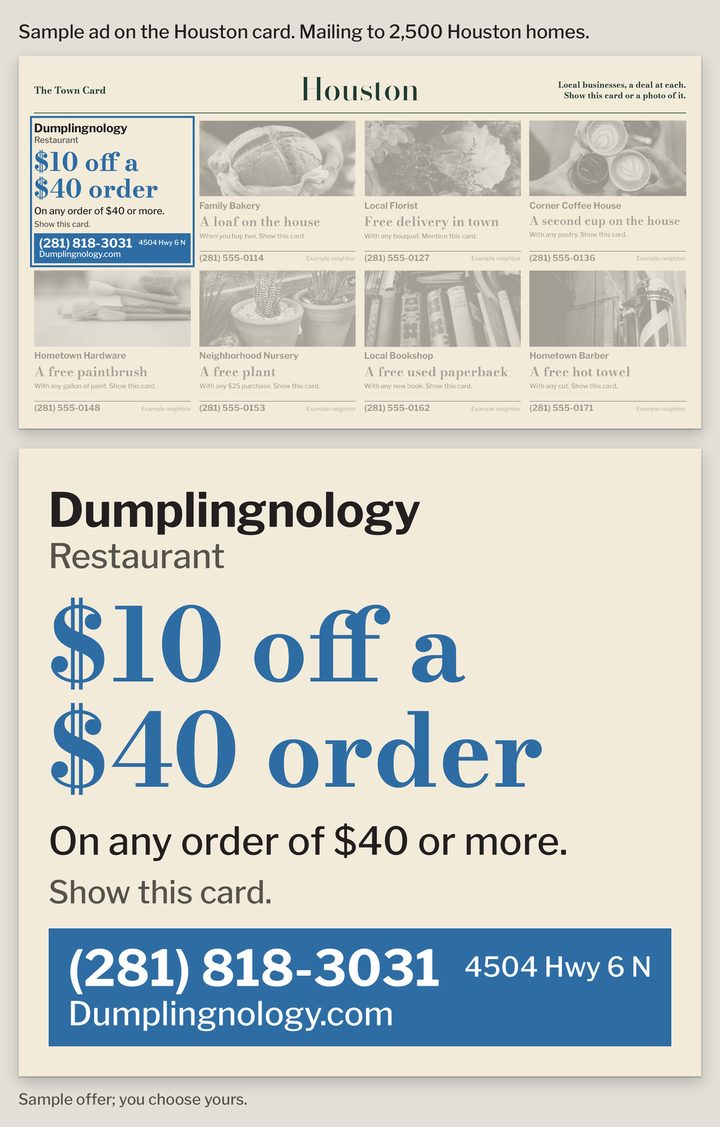 Sample ad on the Houston card. Mailing to 2,500 Houston homes.
The Town Card
Houston
Local businesses, a deal at each.
Show this card or a photo of it.
Dumplingnology
Restaurant
$10 off a
$40 order
On any order of $40 or more.
Show this card.
(281) 818-3031 4504 Hwy 6 N
Dumplingnology.com
Family Bakery
A loaf on the house
When you buy two. Show this card.
(281) 555-0114 Example neighbor
Local Florist
Free delivery in town
With any bouquet. Mention this card.
(281) 555-0127 Example neighbor
Corner Coffee House
A second cup on the house
With any pastry. Show this card.
(281) 555-0136 Example neighbor
Hometown Hardware
A free paintbrush
With any gallon of paint. Show this card.
(281) 555-0148 Example neighbor
Neighborhood Nursery
A free plant
With any $25 purchase. Show this card.
(281) 555-0153 Example neighbor
Local Bookshop
A free used paperback
With any new book. Show this card.
(281) 555-0162 Example neighbor
Hometown Barber
A free hot towel
With any cut. Show this card.
(281) 555-0171 Example neighbor
Dumplingnology
Restaurant
$10 off a
$40 order
On any order of $40 or more.
Show this card.
(281) 818-3031 4504 Hwy 6 N
Dumplingnology.com
Sample offer; you choose yours.